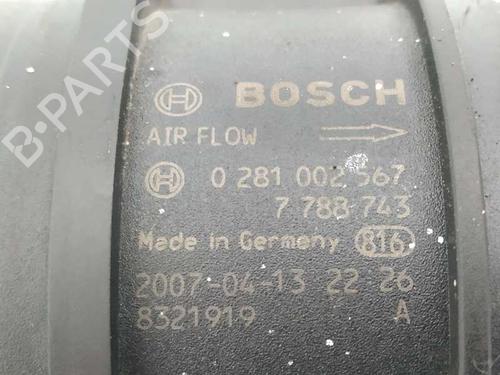 BOSCH
AIR FLOW
0 281 002 567
7 788 743
Made in Germany 816
2007-04-13 22 26
8521919 A
B-PARTS